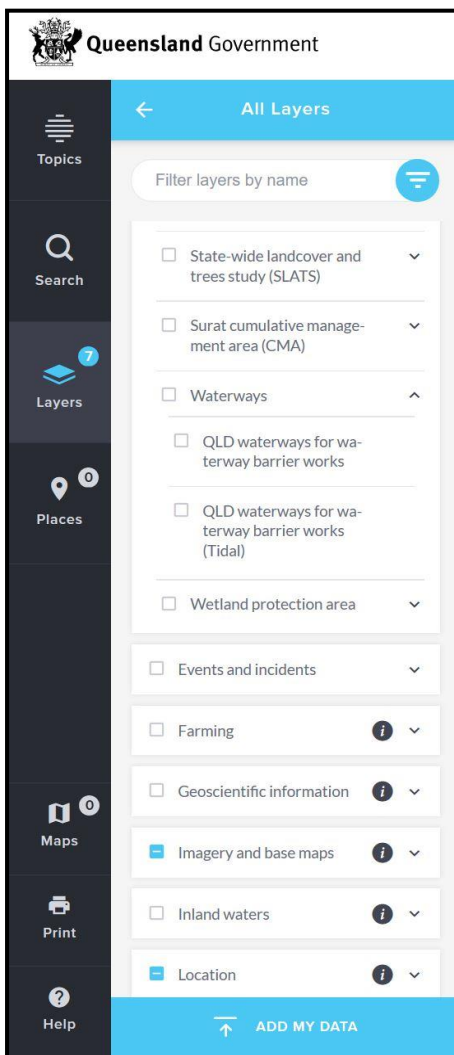 Queensland Government
Topics
Search
7
Layers
0
Places
0
Maps
Print
Help
All Layers
Filter layers by name
State-wide landcover and
trees study (SLATS)
Surat cumulative manage-
ment area (CMA)
Waterways
QLD waterways for wa-
terway barrier works
QLD waterways for wa-
terway barrier works
(Tidal)
Wetland protection area
Events and incidents
Farming
i
Geoscientific information
i
Imagery and base maps
i
Inland waters
i
Location
i
ADD MY DATA